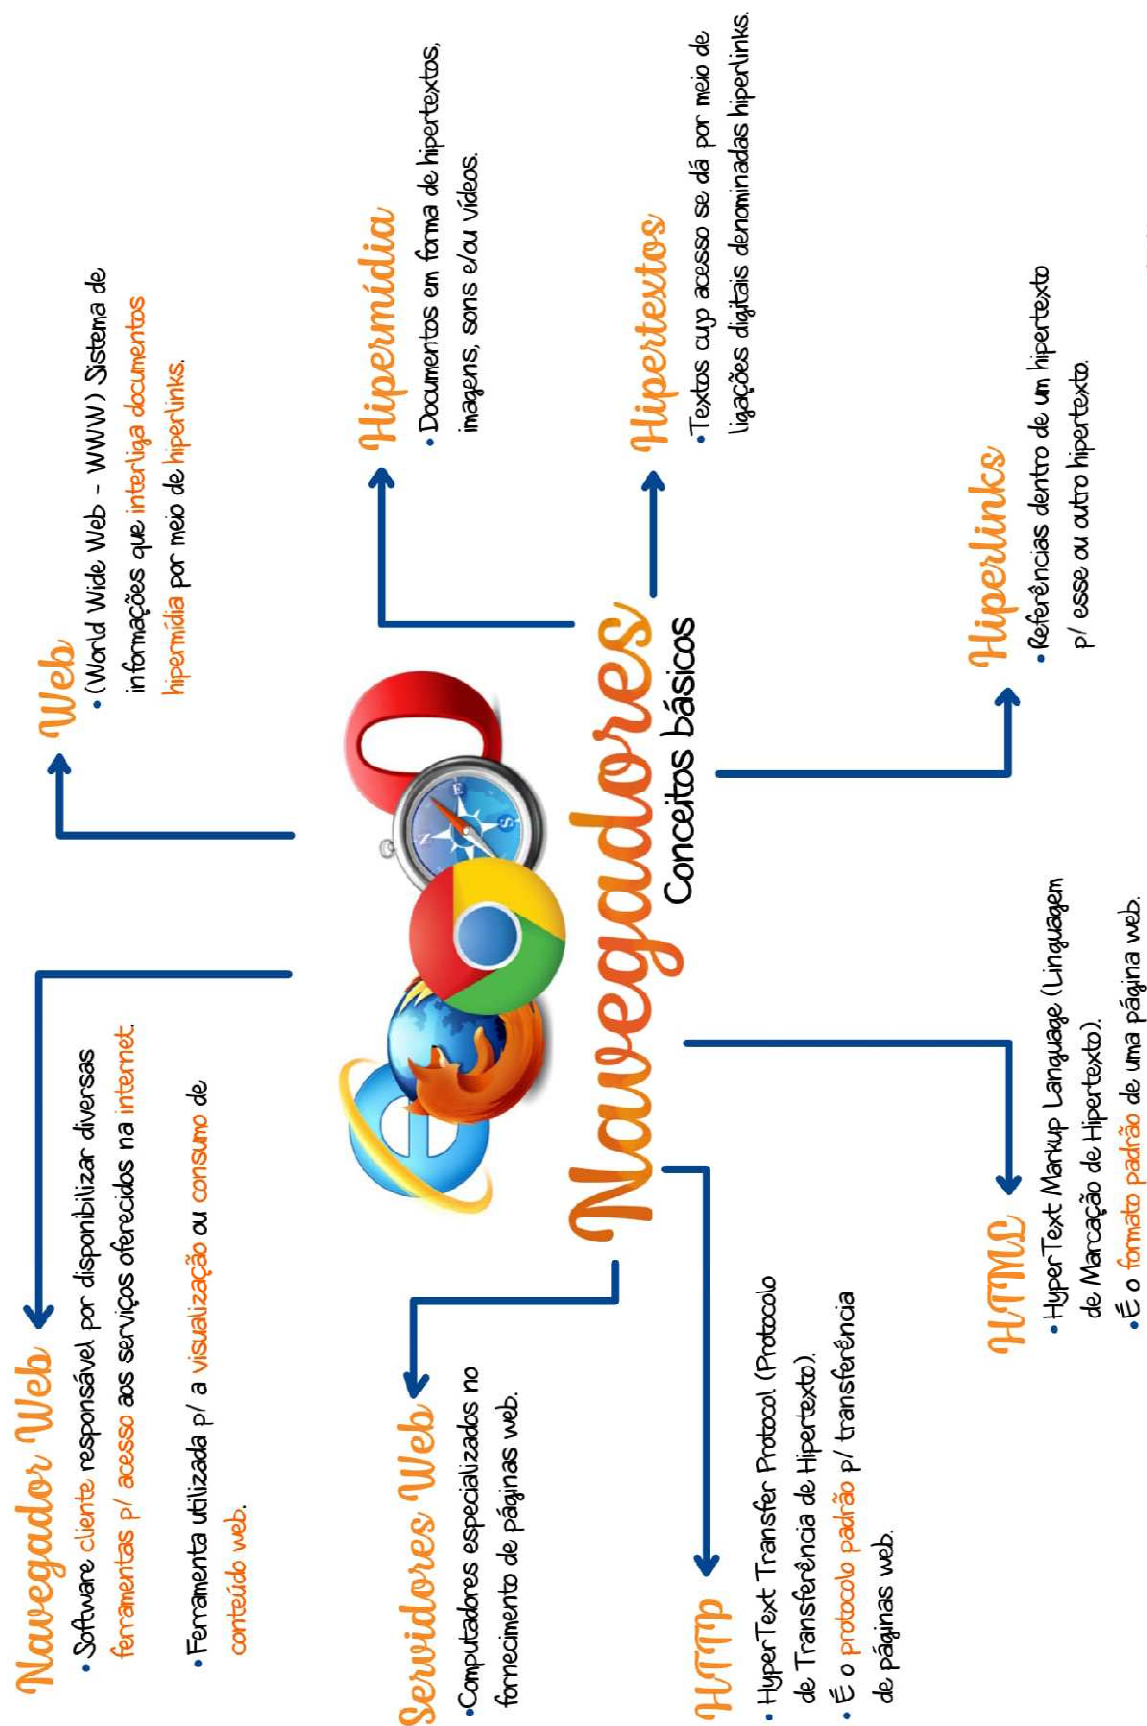 Navegador Web
• Software cliente responsável por disponibilizar diversas
ferramentas p/ acesso aos serviços oferecidos na internet.
• Ferramenta utilizada p/ a visualização ou consumo de
conteúdo web.
Web
• (World Wide Web - WWW) Sistema de
informações que interliga documentos
hipermídia por meio de hiperlinks.
Servidores Web
• Computadores especializados no
fornecimento de páginas web.
Hipermídia
• Documentos em forma de hipertextos,
imagens, sons e/ou vídeos.
N
E
S
Navegadores
Conceitos básicos
Hipertextos
• Textos cujo acesso se dá por meio de
ligações digitais denominadas hiperlinks.
HTTP
• HyperText Transfer Protocol (Protocolo
de Transferência de Hipertexto).
• É o protocolo padrão p/ transferência
de páginas web.
HTML
• HyperText Markup Language (Linguagem
de Marcação de Hipertexto).
• É o formato padrão de uma página web.
Hiperlinks
• Referências dentro de um hipertexto
p/ esse ou outro hipertexto.